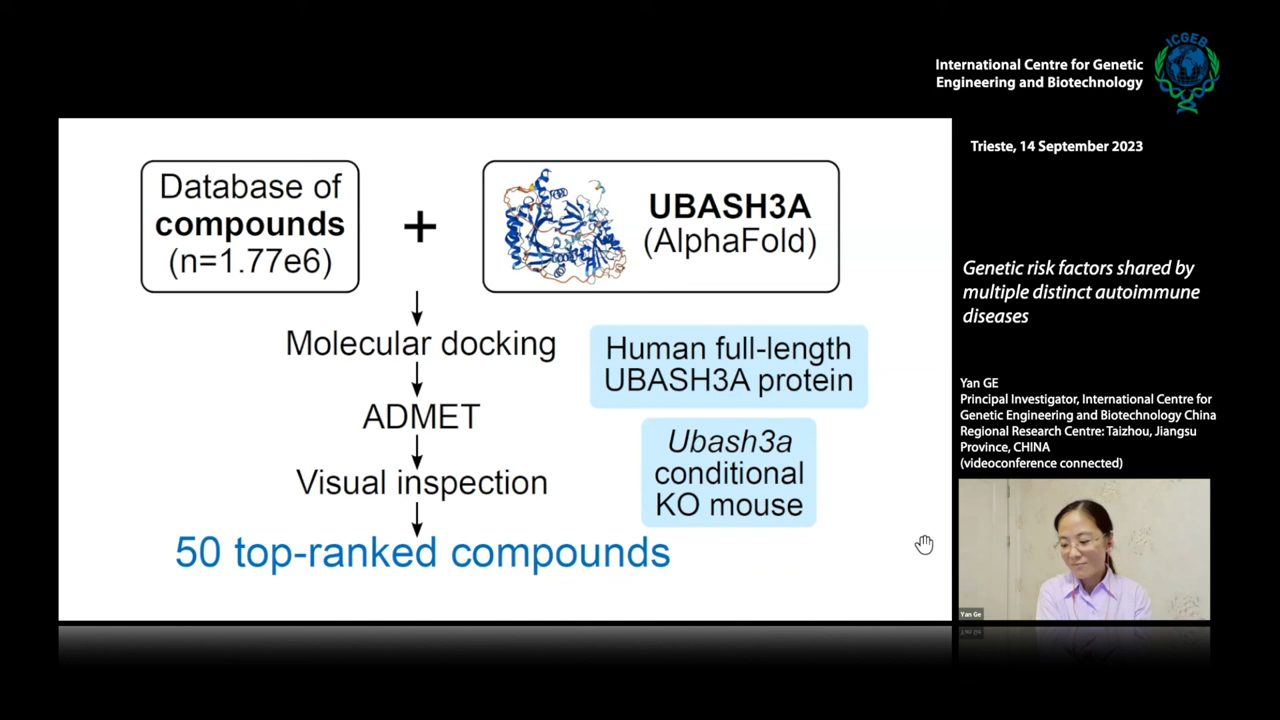 ICGEB
International Centre for Genetic
Engineering and Biotechnology
Trieste, 14 September 2023
Database of
compounds
(n=1.77e6)
+
UBASH3A
(AlphaFold)
Molecular docking
Human full-length
UBASH3A protein
ADMET
Ubash3a
conditional
KO mouse
Visual inspection
50 top-ranked compounds
Genetic risk factors shared by
multiple distinct autoimmune
diseases
Yan GE
Principal Investigator, International Centre for
Genetic Engineering and Biotechnology China
Regional Research Centre: Taizhou, Jiangsu
Province, CHINA
(videoconference connected)
Yan Ge